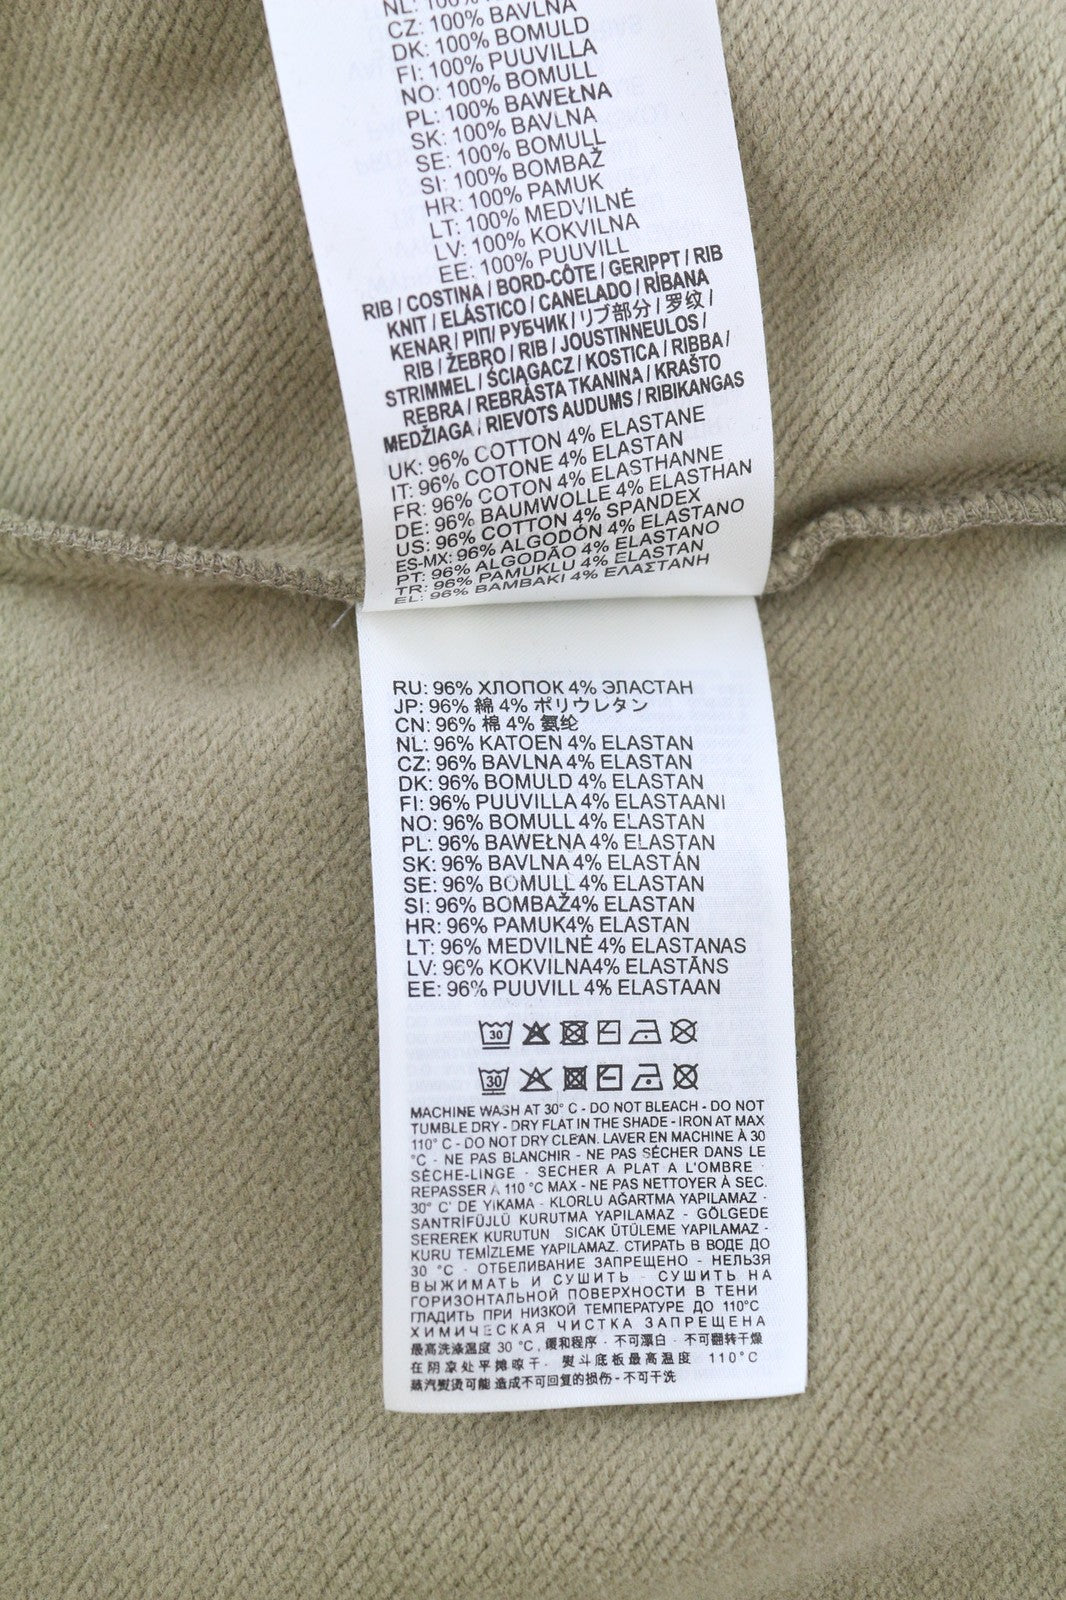 NL: 100%
CZ: 100% BAVLNA
DK: 100% BOMULD
FI: 100% PUUVILLA
NO: 100% BOMULL
PL: 100% BAWEŁNA
SK: 100% BAVLNA
SE: 100% BOMULL
SI: 100% BOMBAŽ
HR: 100% PAMUK
LT: 100% MEDVILNĖ
LV: 100% KOKVILNA
EE: 100% PUUVILL
RIB / COSTINA / BORD-CÔTE / GERIPPT / RIB
KNIT / ELÁSTICO / CANELADO / RİBANA
KENAR / ΡΙΠ / РУБЧИК / リブ部分 / 罗纹 /
RIB / ŽEBRO / RIB / JOUSTINNEULOS /
STRIMMEL / ŚCIĄGACZ / KOSTICA / RIBBA /
REBRA / REBRASTA TKANINA / KRAŠTO
MEDŽIAGA / RIEVOTS AUDUMS / RIBIKANGAS
UK: 96% COTTON 4% ELASTANE
IT: 96% COTONE 4% ELASTAN
FR: 96% COTON 4% ELASTHANNE
DE: 96% BAUMWOLLE 4% ELASTHAN
US: 96% COTTON 4% SPANDEX
ES-MX: 96% ALGODÓN 4% ELASTANO
PT: 96% ALGODÃO 4% ELASTANO
TR: 96% PAMUKLU 4% ELASTAN
EL: 96% ΒΑΜΒΑΚΙ 4% ΕΛΑΣΤΑΝΗ
RU: 96% ХЛОПОК 4% ЭЛАСТАН
JP: 96% 綿 4% ポリウレタン
CN: 96% 棉 4% 氨纶
NL: 96% KATOEN 4% ELASTAN
CZ: 96% BAVLNA 4% ELASTAN
DK: 96% BOMULD 4% ELASTAN
FI: 96% PUUVILLA 4% ELASTAANI
NO: 96% BOMULL 4% ELASTAN
PL: 96% BAWEŁNA 4% ELASTAN
SK: 96% BAVLNA 4% ELASTÁN
SE: 96% BOMULL 4% ELASTAN
SI: 96% BOMBAŽ4% ELASTAN
HR: 96% PAMUK4% ELASTAN
LT: 96% MEDVILNĖ 4% ELASTANAS
LV: 96% KOKVILNA4% ELASTĀNS
EE: 96% PUUVILL 4% ELASTAAN
30
30
MACHINE WASH AT 30° C - DO NOT BLEACH - DO NOT
TUMBLE DRY - DRY FLAT IN THE SHADE - IRON AT MAX
110° C - DO NOT DRY CLEAN. LAVER EN MACHINE À 30
°C - NE PAS BLANCHIR - NE PAS SÉCHER DANS LE
SÈCHE-LINGE - SECHER A PLAT A L'OMBRE -
REPASSER A 110 °C MAX - NE PAS NETTOYER À SEC.
30° C' DE YIKAMA - KLORLU AĞARTMA YAPILAMAZ -
SANTRİFÜJLÜ KURUTMA YAPILAMAZ - GÖLGEDE
SEREREK KURUTUN SICAK ÜTÜLEME YAPILAMAZ -
KURU TEMİZLEME YAPILAMAZ. СТИРАТЬ В ВОДЕ ДО
30 °C - ОТБЕЛИВАНИЕ ЗАПРЕЩЕНО - НЕЛЬЗЯ
ВЫЖИМАТЬ И СУШИТЬ - СУШИТЬ НА
ГОРИЗОНТАЛЬНОЙ ПОВЕРХНОСТИ В ТЕНИ
ГЛАДИТЬ ПРИ НИЗКОЙ ТЕМПЕРАТУРЕ ДО 110°C
ХИМИЧЕСКАЯ ЧИСТКА ЗАПРЕЩЕНА
最高洗涤温度 30 °C , 缓和程序 - 不可漂白 - 不可翻转干燥
在阴凉处平摊晾干 - 熨斗底板最高温度 110°C
蒸汽熨烫可能 造成不可回复的损伤 - 不可干洗